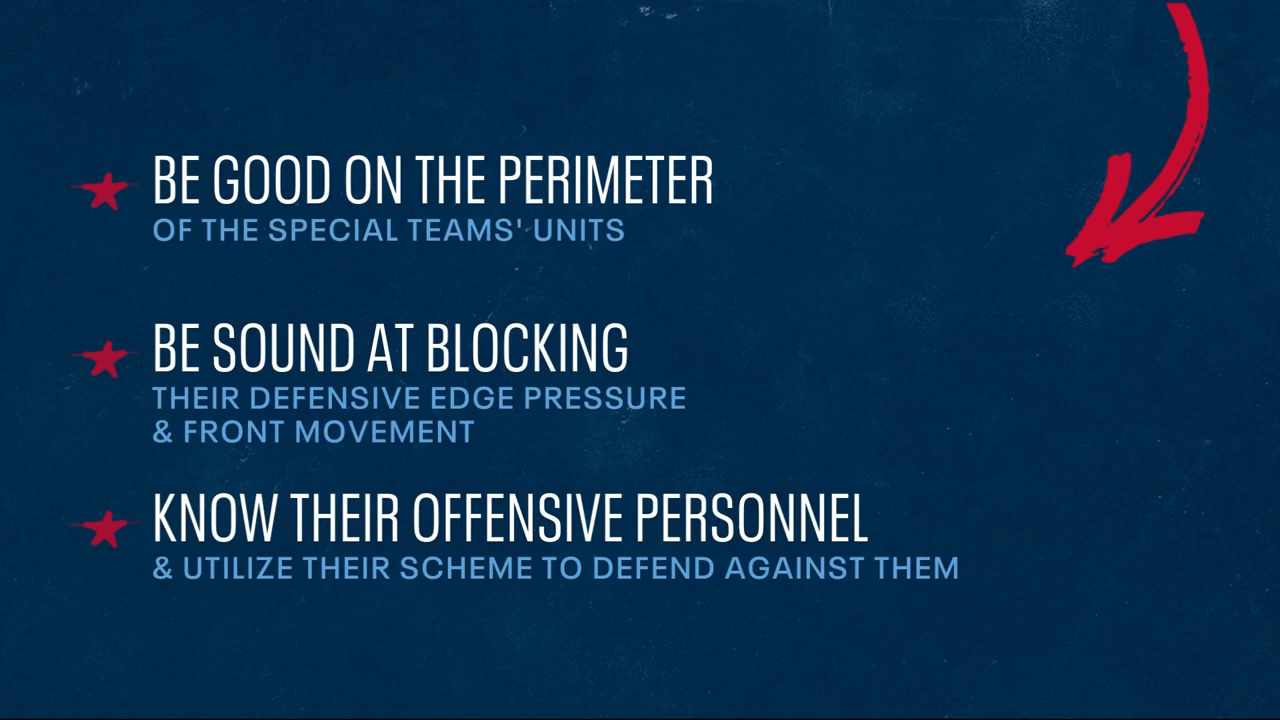 BE GOOD ON THE PERIMETER
OF THE SPECIAL TEAMS' UNITS
BE SOUND AT BLOCKING
THEIR DEFENSIVE EDGE PRESSURE
& FRONT MOVEMENT
KNOW THEIR OFFENSIVE PERSONNEL
& UTILIZE THEIR SCHEME TO DEFEND AGAINST THEM